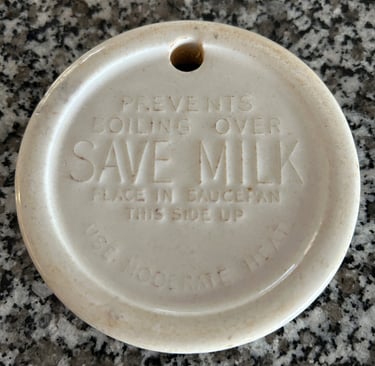 PREVENTS
BOILING OVER
SAVE MILK
PLACE IN SAUCEPAN
THIS SIDE UP
USE MODERATE HEAT